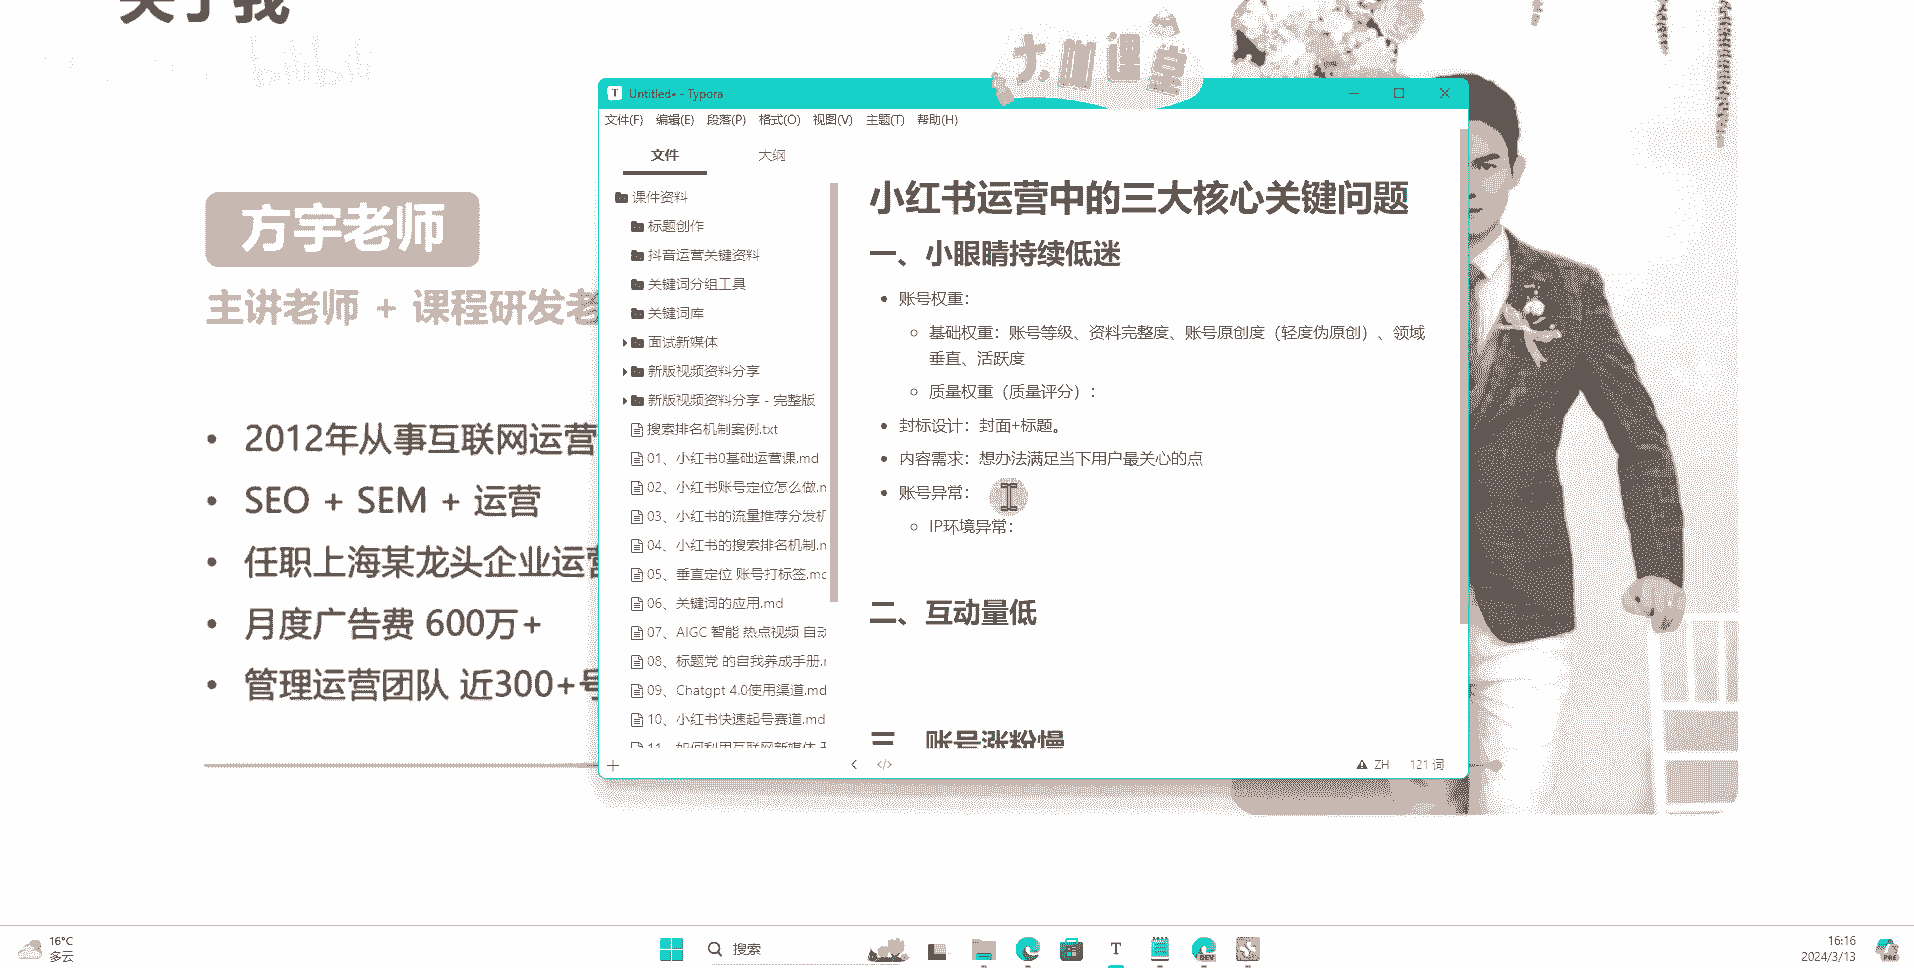 关于我
bilibili
大咖课堂
方宇老师
主讲老师 + 课程研发老
• 2012年从事互联网运营
• SEO + SEM + 运营
• 任职上海某龙头企业运营
• 月度广告费 600万+
• 管理运营团队 近300+号
Untitled• - Typora
文件(F) 编辑(E) 段落(P) 格式(O) 视图(V) 主题(T) 帮助(H)
文件 大纲
课件资料
标题创作
抖音运营关键资料
关键词分组工具
关键词库
面试新媒体
新版视频资料分享
新版视频资料分享 - 完整版
搜索排名机制案例.txt
01、小红书0基础运营课.md
02、小红书账号定位怎么做.m
03、小红书的流量推荐分发机
04、小红书的搜索排名机制.m
05、垂直定位 账号打标签.md
06、关键词的应用.md
07、AIGC 智能 热点视频 自动
08、标题党 的自我养成手册.m
09、Chatgpt 4.0使用渠道.md
10、小红书快速起号赛道.md
11、如何利用互联网新媒体
小红书运营中的三大核心关键问题
一、小眼睛持续低迷
• 账号权重：
◦ 基础权重：账号等级、资料完整度、账号原创度（轻度伪原创）、领域
垂直、活跃度
◦ 质量权重（质量评分）：
• 封标设计：封面+标题。
• 内容需求：想办法满足当下用户最关心的点
• 账号异常：
◦ IP环境异常：
二、互动量低
三、账号涨粉慢
ZH 121 词
16°C
多云
搜索
DEV
16:16
2024/3/13
PRE